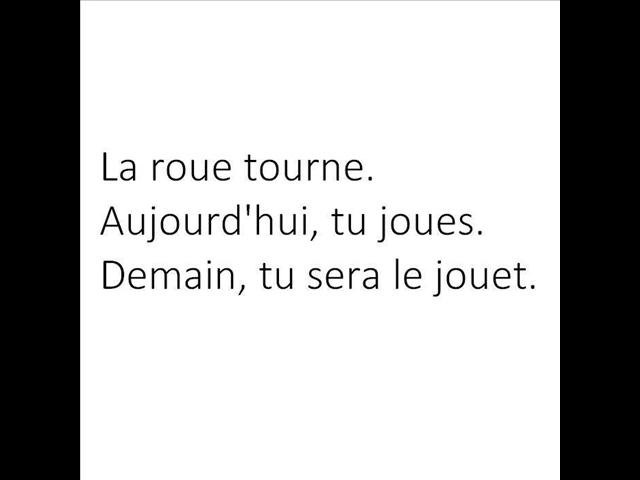 La roue tourne.
Aujourd'hui, tu joues.
Demain, tu sera le jouet.